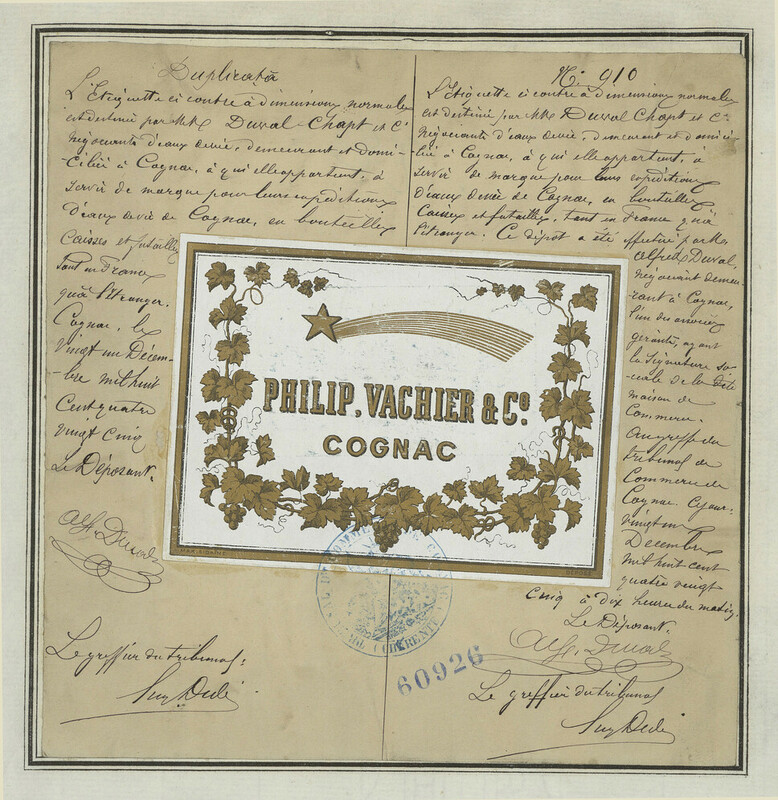 Duplicata
L'Etiquette ci contre à dimensions normales
est destinée par MM. Duval Chapt et Cie
négociants d'eaux de vie, demeurant et domi-
ciliés à Cognac, à qui elle appartient, à
servir de marque pour leurs expéditions
d'eaux de vie de Cognac, en bouteilles
Caisses et futailles
tant en France
qu'à l'étranger.
Cognac, le
Vingt un Décem-
bre mil huit
Cent quatre
vingt cinq
Le Déposant.
Alf. Duval
Le greffier du tribunal:
N° 910
L'Etiquette ci contre à dimensions normales
est destinée par MM. Duval Chapt et Cie
négociants d'eaux de vie, demeurant et domici-
liés à Cognac, à qui elle appartient, à
servir de marque pour leurs expéditions
d'eaux de vie de Cognac, en bouteilles
Caisses et futailles, tant en France qu'à
l'étranger. Ce dépôt a été effectué par Mr
Alfred Duval,
négociant demeu-
rant à Cognac,
l'un des associés
gérants, ayant
la signature so-
ciale de la dite
maison de
Commerce.
Au greffe du
tribunal de
Commerce de
Cognac. Ce jour
vingt un
Décembre
mil huit cent
quatre vingt
cinq à dix heures du matin.
Le Déposant.
Alf. Duval
Le greffier du tribunal
PHILIP, VACHIER & Co.
COGNAC
60926